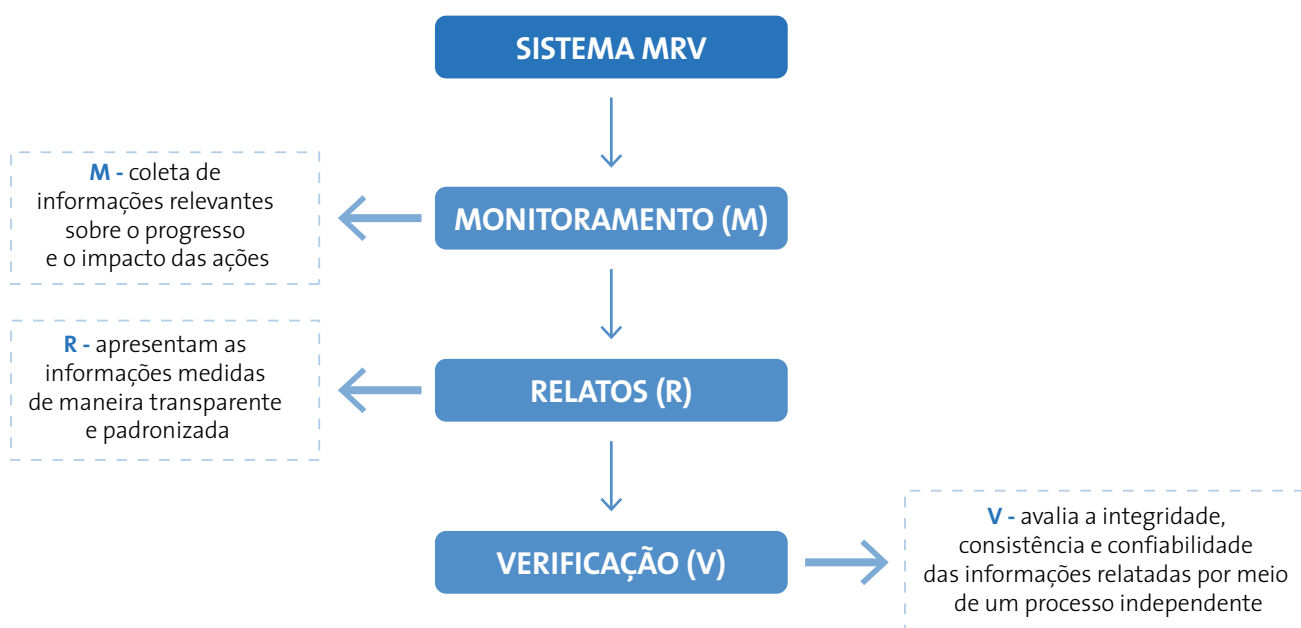 SISTEMA MRV
M - coleta de
informações relevantes
sobre o progresso
e o impacto das ações
MONITORAMENTO (M)
R - apresentam as
informações medidas
de maneira transparente
e padronizada
RELATOS (R)
VERIFICAÇÃO (V)
V - avalia a integridade,
consistência e confiabilidade
das informações relatadas por meio
de um processo independente